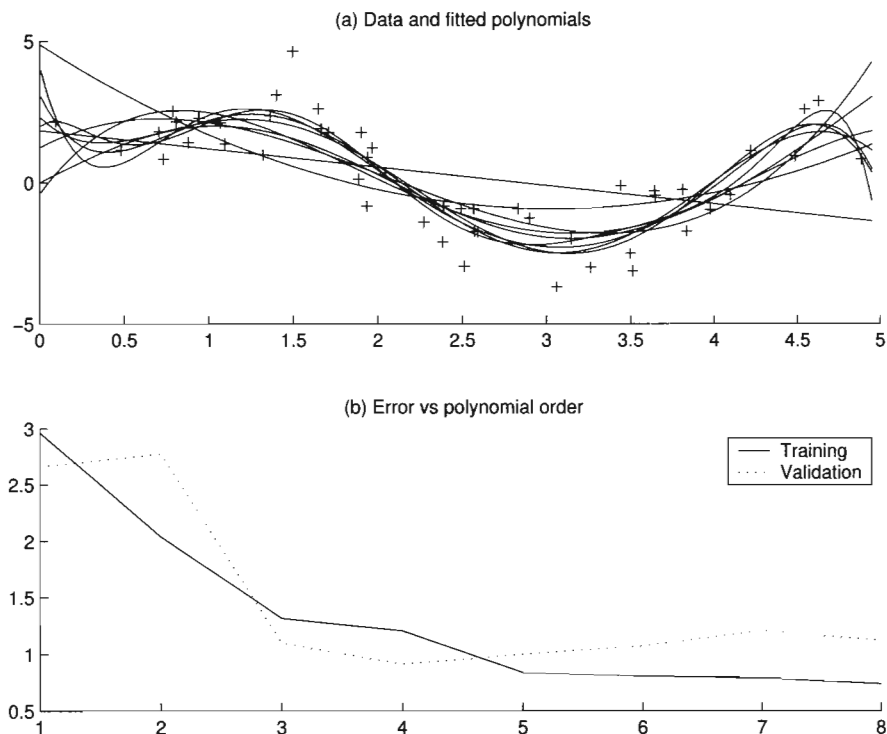 (a) Data and fitted polynomials
5
0
−5
0 0.5 1 1.5 2 2.5 3 3.5 4 4.5 5
(b) Error vs polynomial order
3
2.5
2
1.5
1
0.5
Training
Validation
1 2 3 4 5 6 7 8